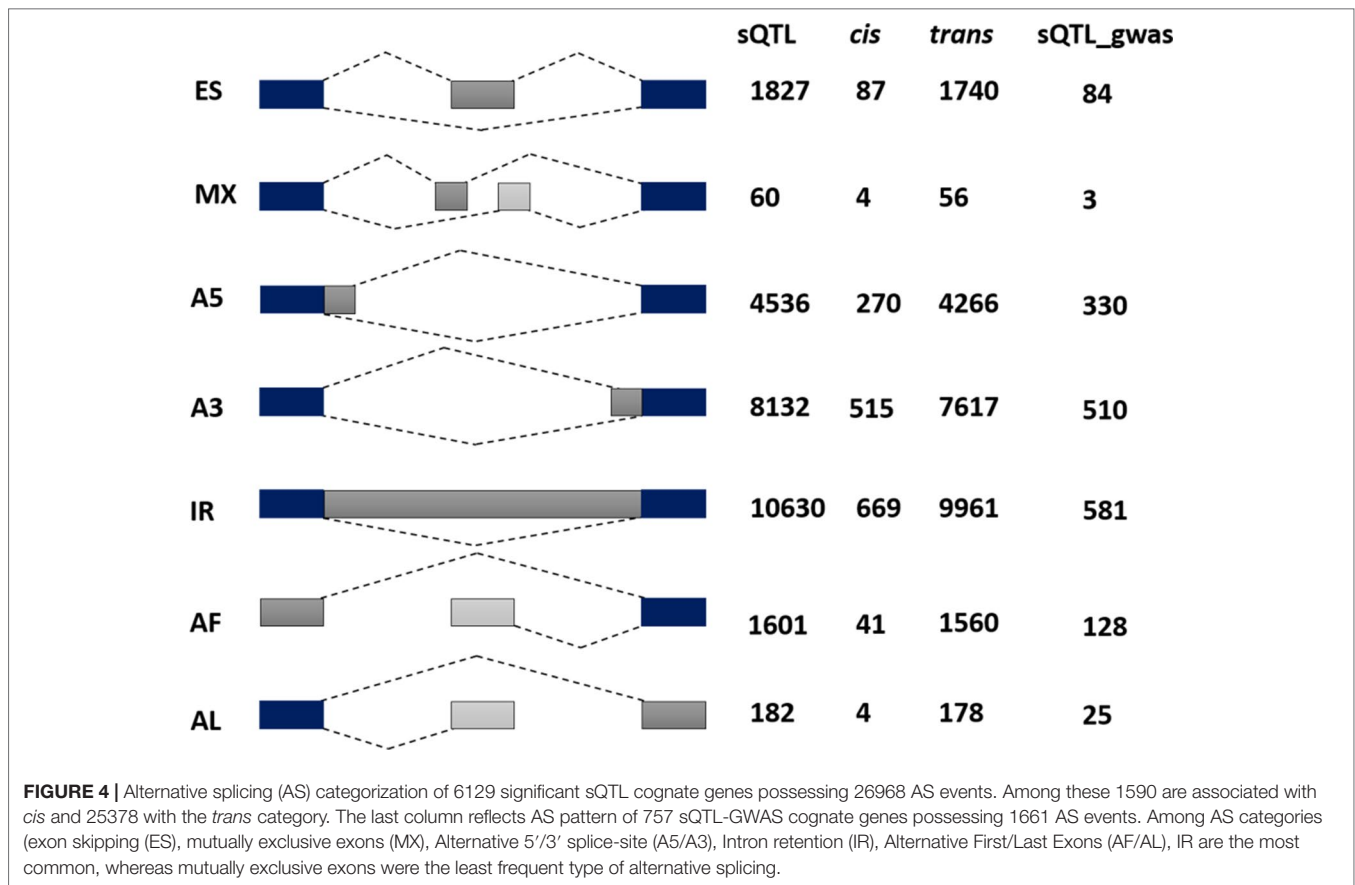 sQTL cis trans sQTL_gwas
ES 1827 87 1740 84
MX 60 4 56 3
A5 4536 270 4266 330
A3 8132 515 7617 510
IR 10630 669 9961 581
AF 1601 41 1560 128
AL 182 4 178 25
FIGURE 4 | Alternative splicing (AS) categorization of 6129 significant sQTL cognate genes possessing 26968 AS events. Among these 1590 are associated with
cis and 25378 with the trans category. The last column reflects AS pattern of 757 sQTL-GWAS cognate genes possessing 1661 AS events. Among AS categories
(exon skipping (ES), mutually exclusive exons (MX), Alternative 5′/3′ splice-site (A5/A3), Intron retention (IR), Alternative First/Last Exons (AF/AL), IR are the most
common, whereas mutually exclusive exons were the least frequent type of alternative splicing.